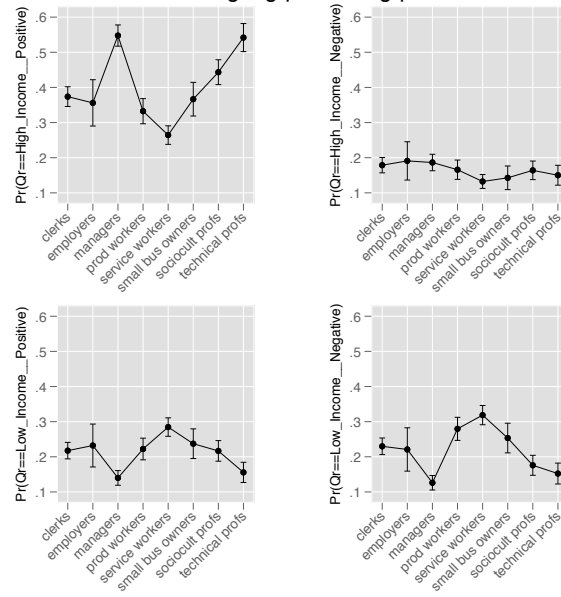 Pr(Qr==High_Income__Positive)
.6
.5
.4
.3
.2
.1
clerks
employers
managers
prod workers
service workers
small bus owners
sociocult profs
technical profs
Pr(Qr==High_Income__Negative)
.6
.5
.4
.3
.2
.1
clerks
employers
managers
prod workers
service workers
small bus owners
sociocult profs
technical profs
Pr(Qr==Low_Income__Positive)
.6
.5
.4
.3
.2
.1
clerks
employers
managers
prod workers
service workers
small bus owners
sociocult profs
technical profs
Pr(Qr==Low_Income__Negative)
.6
.5
.4
.3
.2
.1
clerks
employers
managers
prod workers
service workers
small bus owners
sociocult profs
technical profs